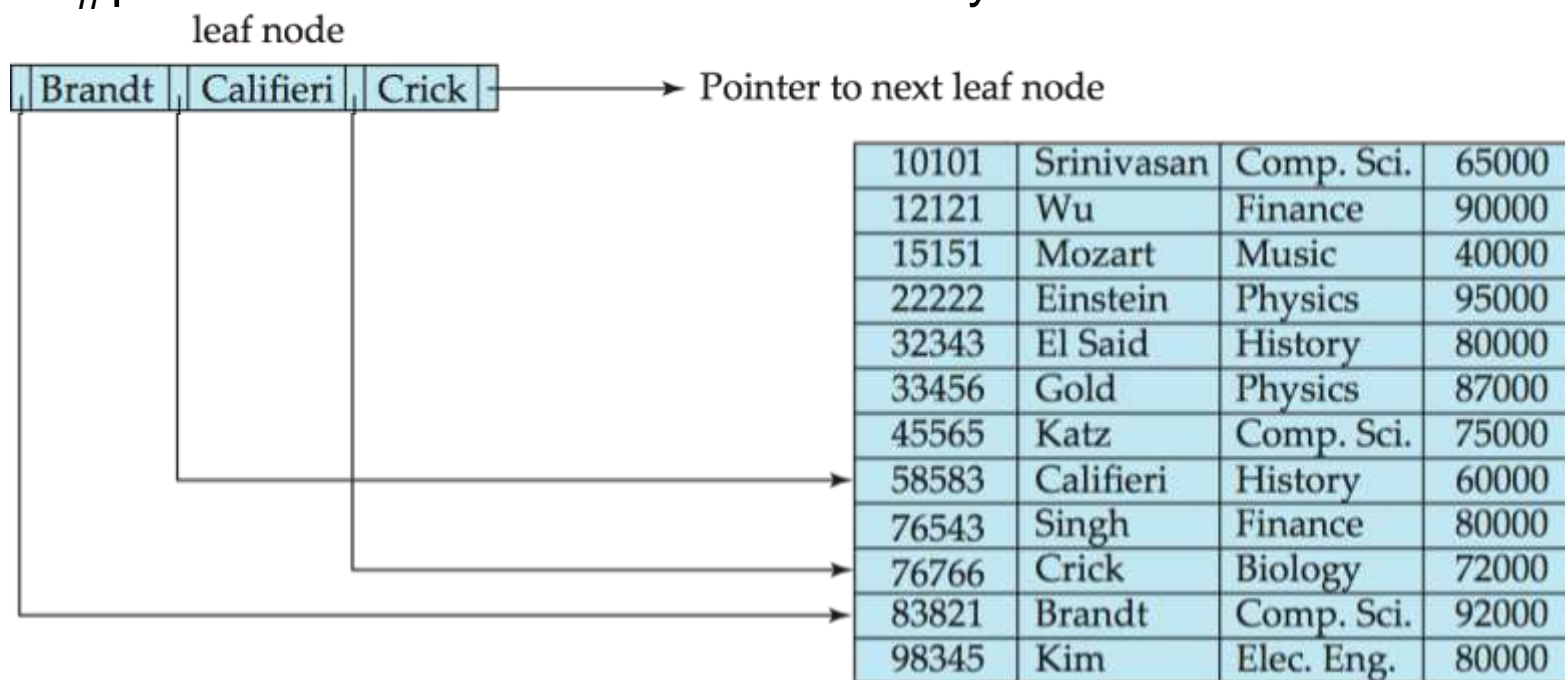 leaf node
Brandt Califieri Crick Pointer to next leaf node
10101 Srinivasan Comp. Sci. 65000
12121 Wu Finance 90000
15151 Mozart Music 40000
22222 Einstein Physics 95000
32343 El Said History 80000
33456 Gold Physics 87000
45565 Katz Comp. Sci. 75000
58583 Califieri History 60000
76543 Singh Finance 80000
76766 Crick Biology 72000
83821 Brandt Comp. Sci. 92000
98345 Kim Elec. Eng. 80000